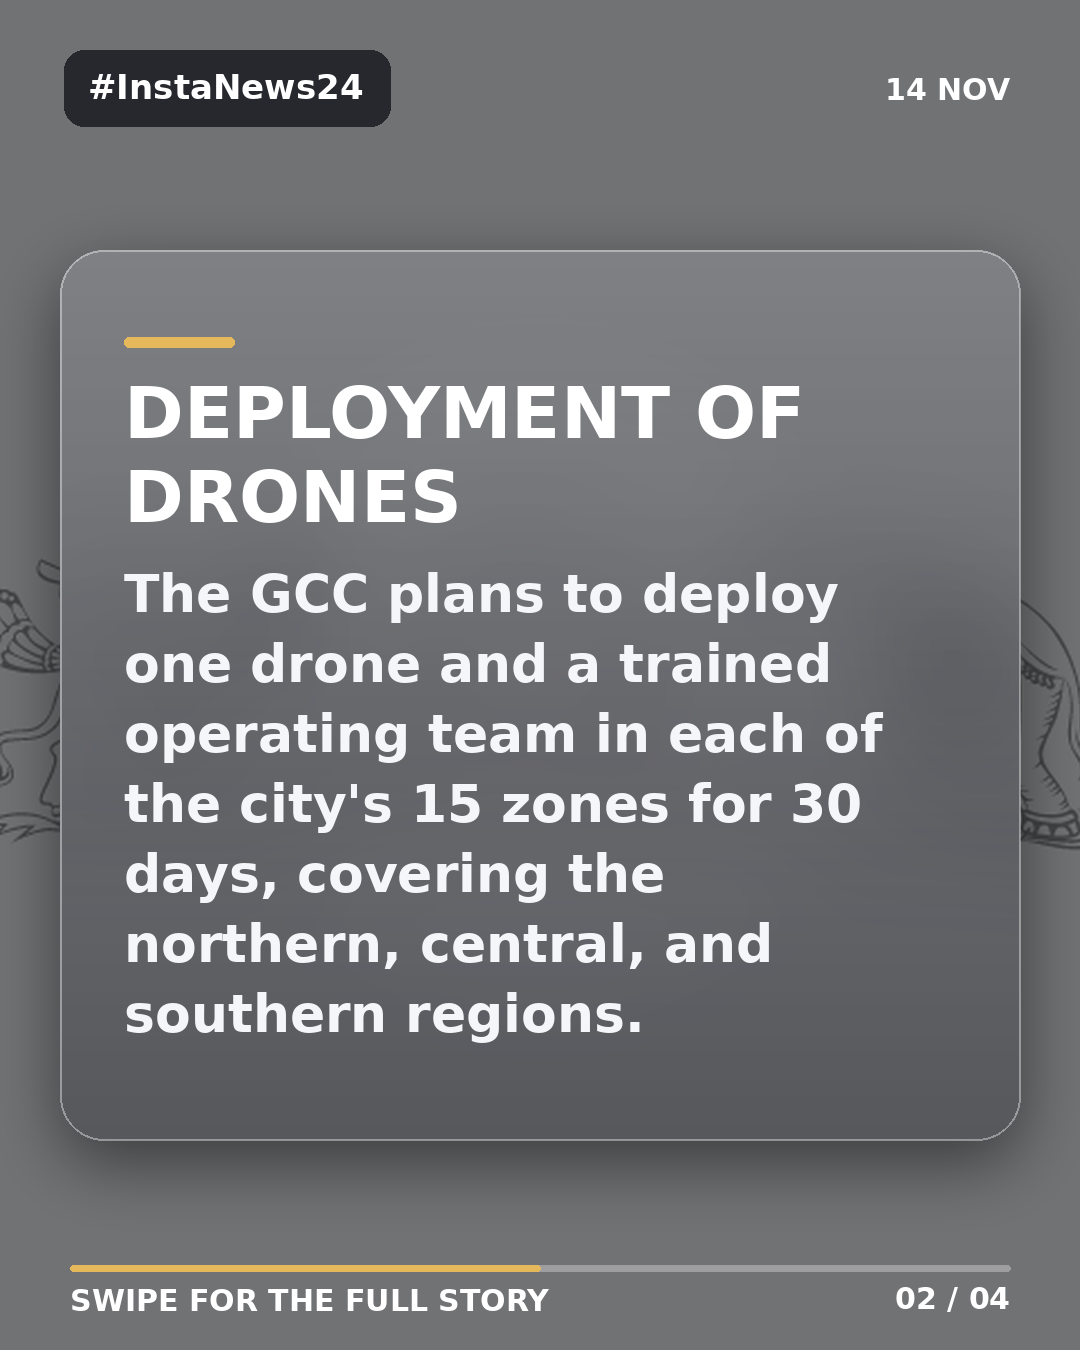 #InstaNews24
14 NOV
DEPLOYMENT OF
DRONES
The GCC plans to deploy
one drone and a trained
operating team in each of
the city's 15 zones for 30
days, covering the
northern, central, and
southern regions.
SWIPE FOR THE FULL STORY
02 / 04